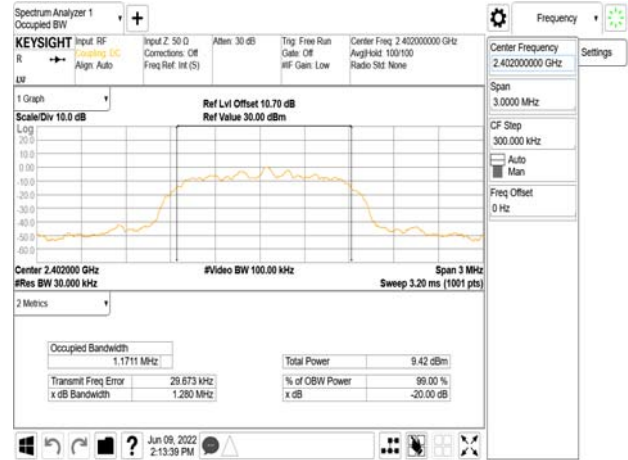 Spectrum Analyzer 1
Occupied BW
Frequency
KEYSIGHT
Input: RF
Coupling: DC
Align: Auto
Input Z: 50 Ω
Corrections: Off
Freq Ref: Int (S)
Atten: 30 dB
Trig: Free Run
Gate: Off
#IF Gain: Low
Center Freq: 2.402000000 GHz
Avg|Hold: 100/100
Radio Std: None
R
LVI
Center Frequency
2.402000000 GHz
Settings
Span
3.0000 MHz
CF Step
300.000 kHz
Auto
Man
Freq Offset
0 Hz
1 Graph
Scale/Div 10.0 dB
Ref Lvl Offset 10.70 dB
Ref Value 30.00 dBm
Log
20.0
10.0
0.00
-10.0
-20.0
-30.0
-40.0
-50.0
-60.0
Center 2.402000 GHz
#Video BW 100.00 kHz
Span 3 MHz
#Res BW 30.000 kHz
Sweep 3.20 ms (1001 pts)
2 Metrics
Occupied Bandwidth
1.1711 MHz
Total Power 9.42 dBm
Transmit Freq Error 29.673 kHz
% of OBW Power 99.00 %
x dB Bandwidth 1.280 MHz
x dB -20.00 dB
?
Jun 09, 2022
2:13:39 PM